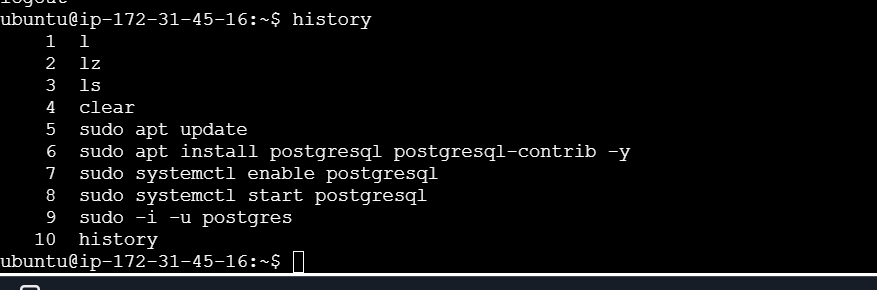 logout
ubuntu@ip-172-31-45-16:~$ history
    1  l
    2  lz
    3  ls
    4  clear
    5  sudo apt update
    6  sudo apt install postgresql postgresql-contrib -y
    7  sudo systemctl enable postgresql
    8  sudo systemctl start postgresql
    9  sudo -i -u postgres
   10  history
ubuntu@ip-172-31-45-16:~$